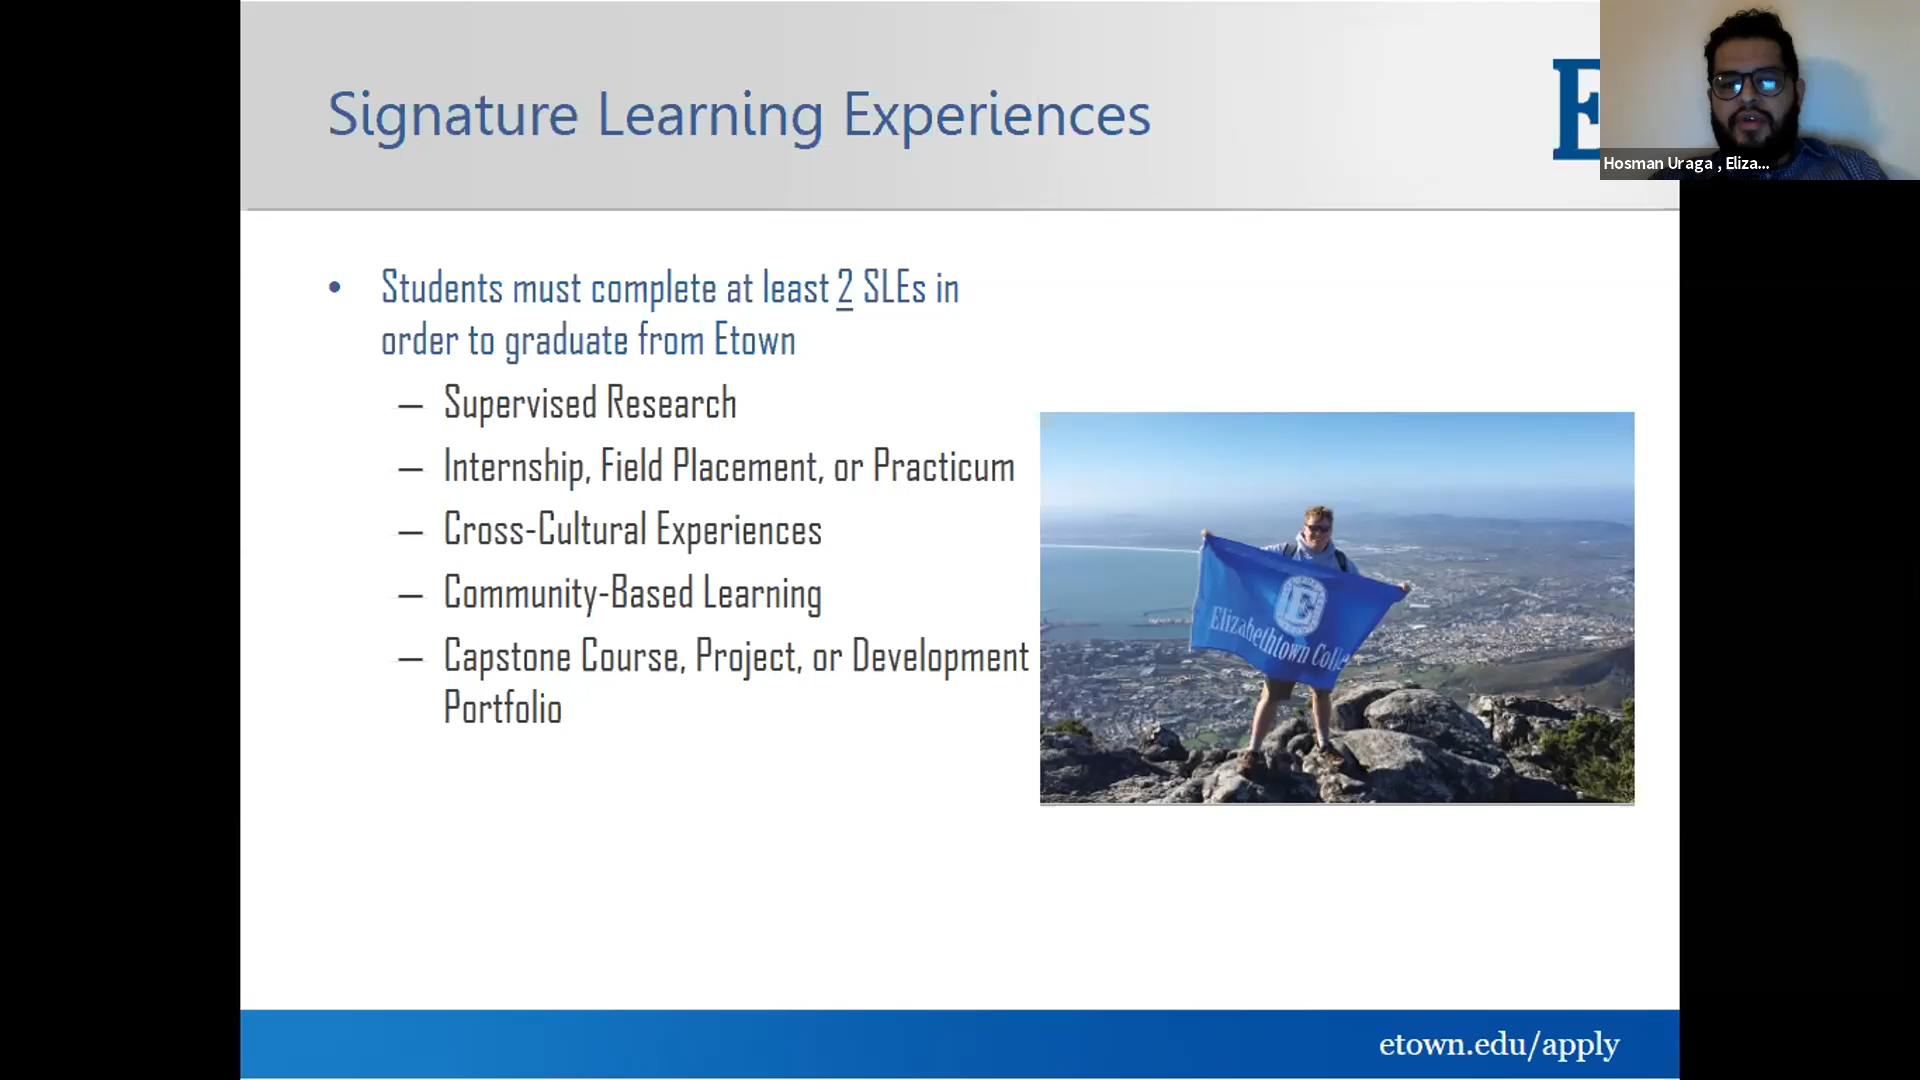 Signature Learning Experiences
E
Hosman Uraga , Eliza...
• Students must complete at least 2 SLEs in
order to graduate from Etown
– Supervised Research
– Internship, Field Placement, or Practicum
– Cross-Cultural Experiences
– Community-Based Learning
– Capstone Course, Project, or Development
Portfolio
E
Elizabethtown Colle
etown.edu/apply